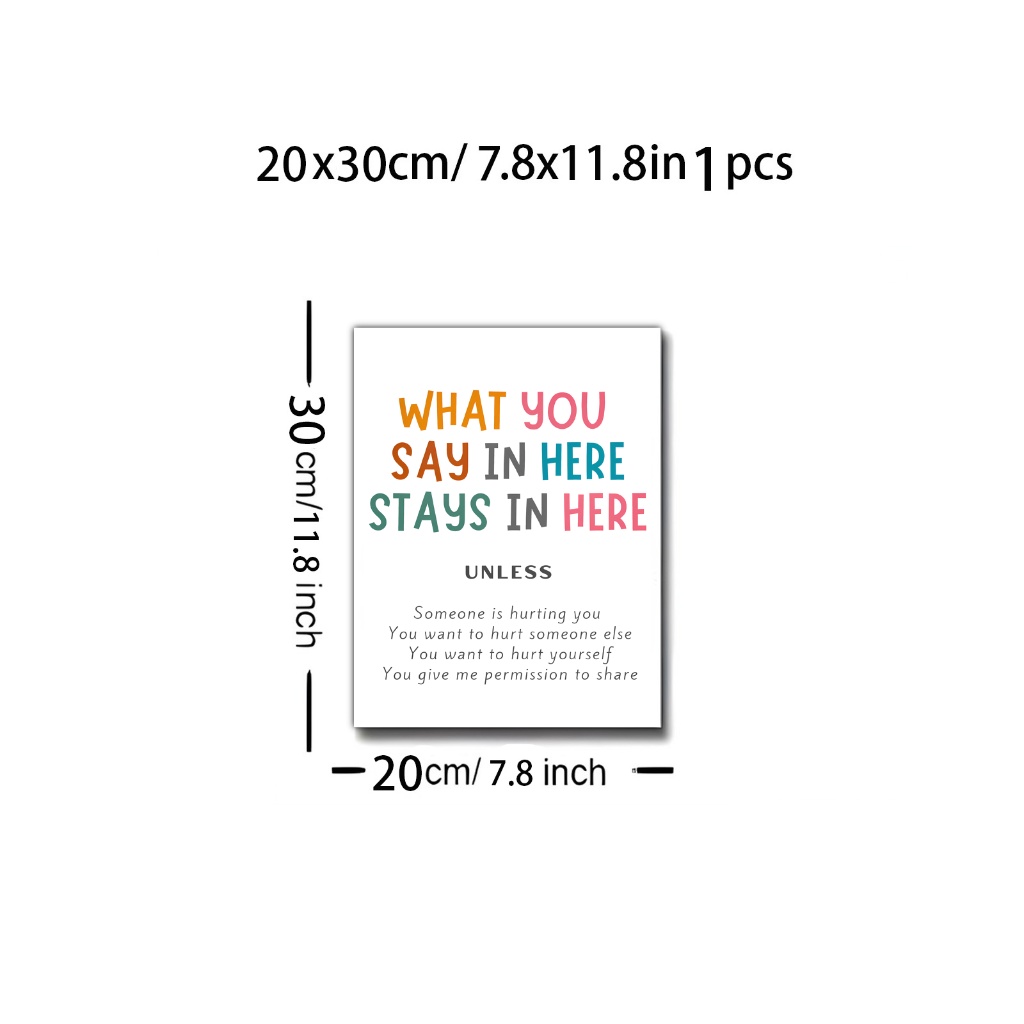 20x30cm/ 7.8x11.8in 1 pcs
30 cm/11.8 inch
WHAT YOU
SAY IN HERE
STAYS IN HERE
UNLESS
Someone is hurting you
You want to hurt someone else
You want to hurt yourself
You give me permission to share
20cm/ 7.8 inch